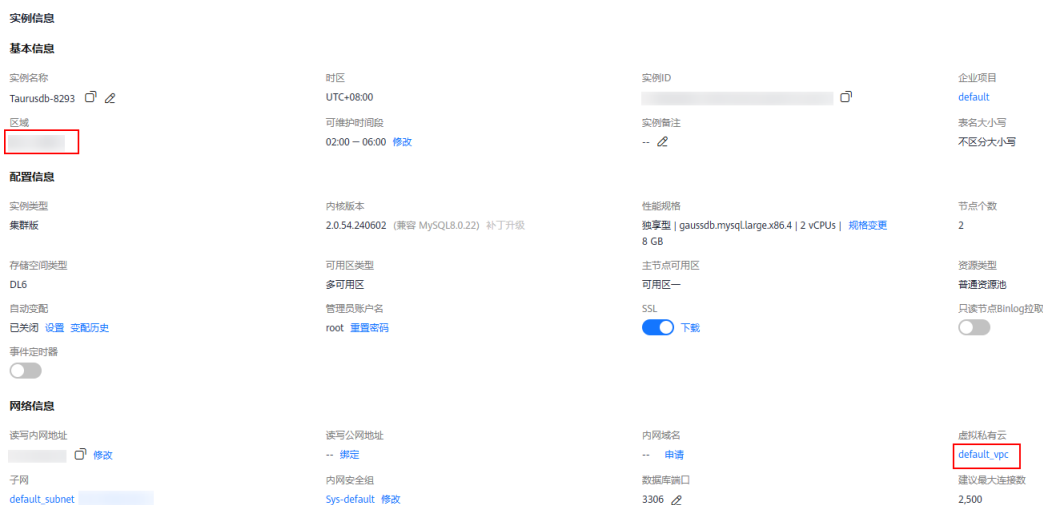 实例信息
基本信息
实例名称 时区 实例ID 企业项目
Taurusdb-8293 UTC+08:00 default
区域 可维护时间段 实例备注 表名大小写
02:00 — 06:00 修改 -- 不区分大小写
配置信息
实例类型 内核版本 性能规格 节点个数
集群版 2.0.54.240602 (兼容 MySQL8.0.22) 补丁升级 独享型 | gaussdb.mysql.large.x86.4 | 2 vCPUs | 规格变更 2
8 GB
存储空间类型 可用区类型 主节点可用区 资源类型
DL6 多可用区 可用区一 普通资源池
自动变配 管理员账户名 SSL 只读节点Binlog拉取
已关闭 设置 变配历史 root 重置密码 下载
事件定时器
网络信息
读写内网地址 读写公网地址 内网域名 虚拟私有云
修改 -- 绑定 -- 申请 default_vpc
子网 内网安全组 数据库端口 建议最大连接数
default_subnet Sys-default 修改 3306 2,500